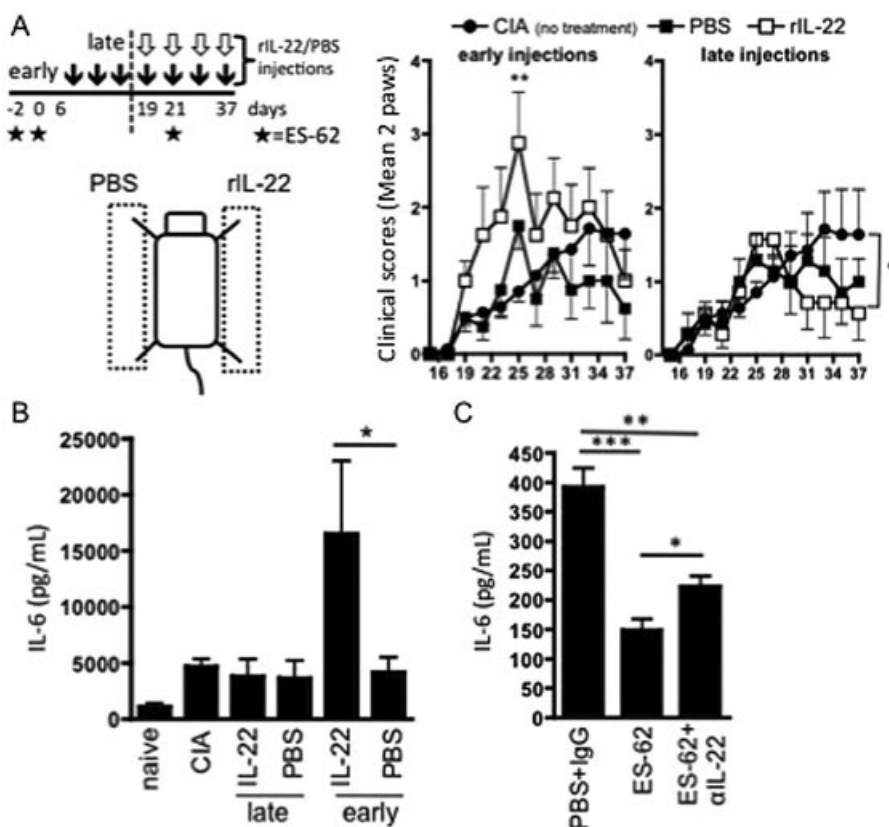 A
late
early
rIL-22/PBS
injections
-2 0 6 19 21 37 days
★★ ★ ★=ES-62
PBS rIL-22
CIA (no treatment) PBS rIL-22
early injections late injections
Clinical scores (Mean 2 paws)
4
3
2
1
0
**
16 19 22 25 28 31 34 37
4
3
2
1
0
16 19 22 25 28 31 34 37
B
IL-6 (pg/mL)
25000
20000
15000
10000
5000
0
★
naive
CIA
IL-22
PBS
IL-22
PBS
late early
C
IL-6 (pg/mL)
450
400
350
300
250
200
150
100
50
0
**
***
*
PBS+IgG
ES-62
ES-62+
αIL-22